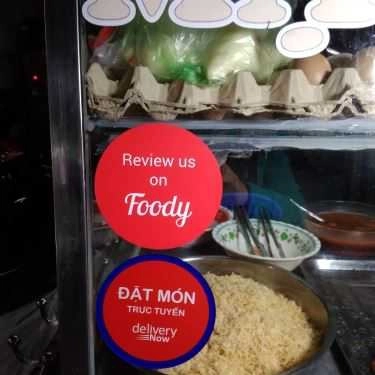 Review us
on
Foody
ĐẶT MÓN
TRỰC TUYẾN
delivery
Now